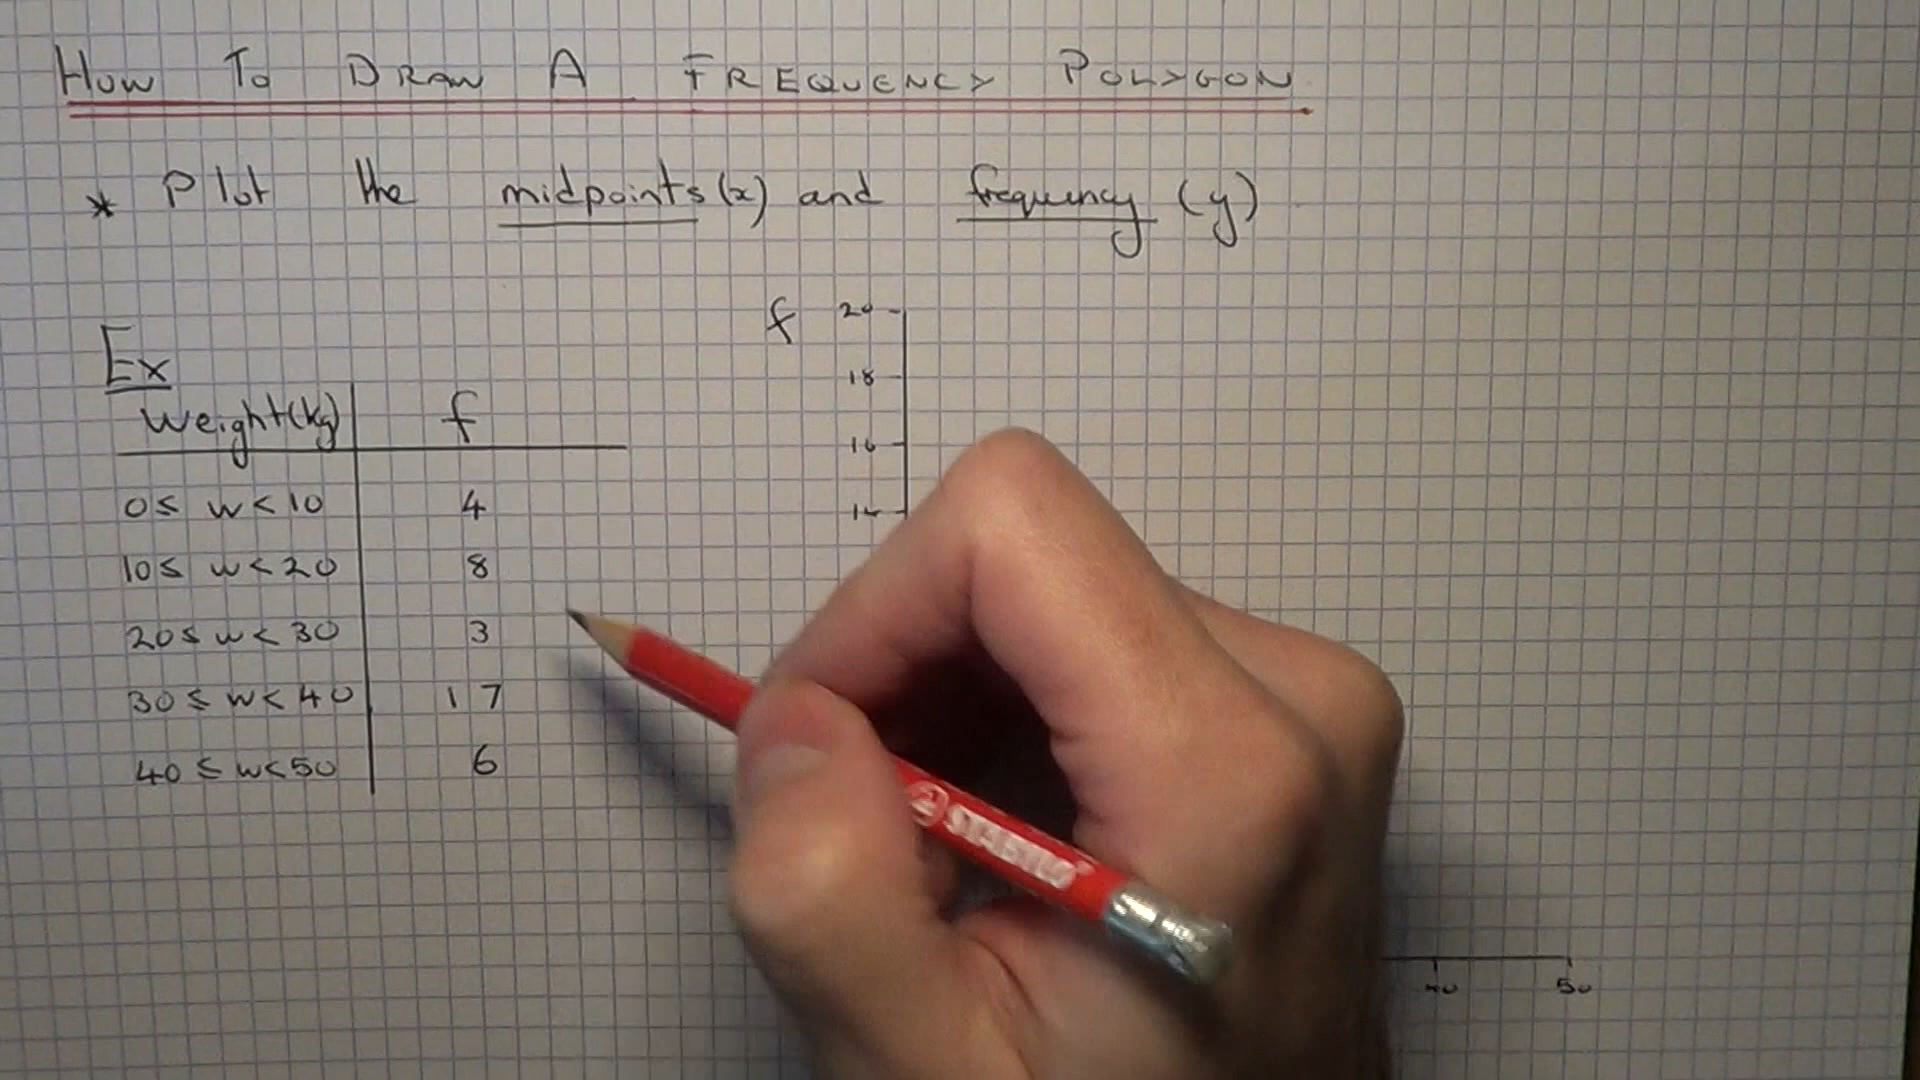 HOW TO DRAW A FREQUENCY POLYGON
* Plot the midpoints (x) and frequency (y)
Ex
Weight(kg) f
0 ≤ w < 10 4
10 ≤ w < 20 8
20 ≤ w < 30 3
30 ≤ w < 40 17
40 ≤ w < 50 6
f 20
18
16
14
40 50
STABILO